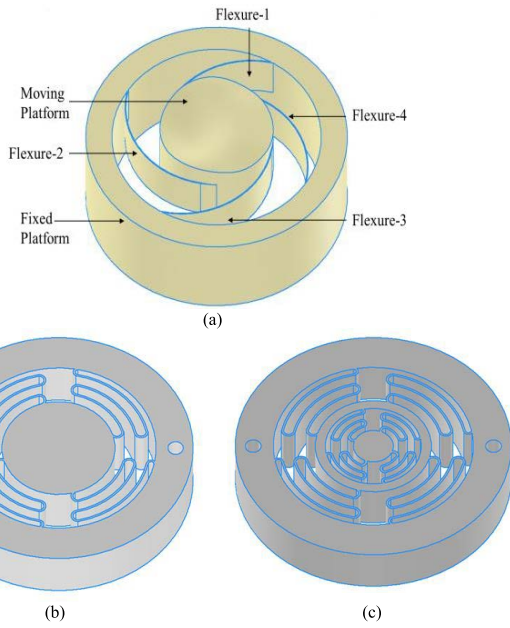 Flexure-1
Moving
Platform
Flexure-4
Flexure-2
Fixed
Platform
Flexure-3
(a)
(b)
(c)